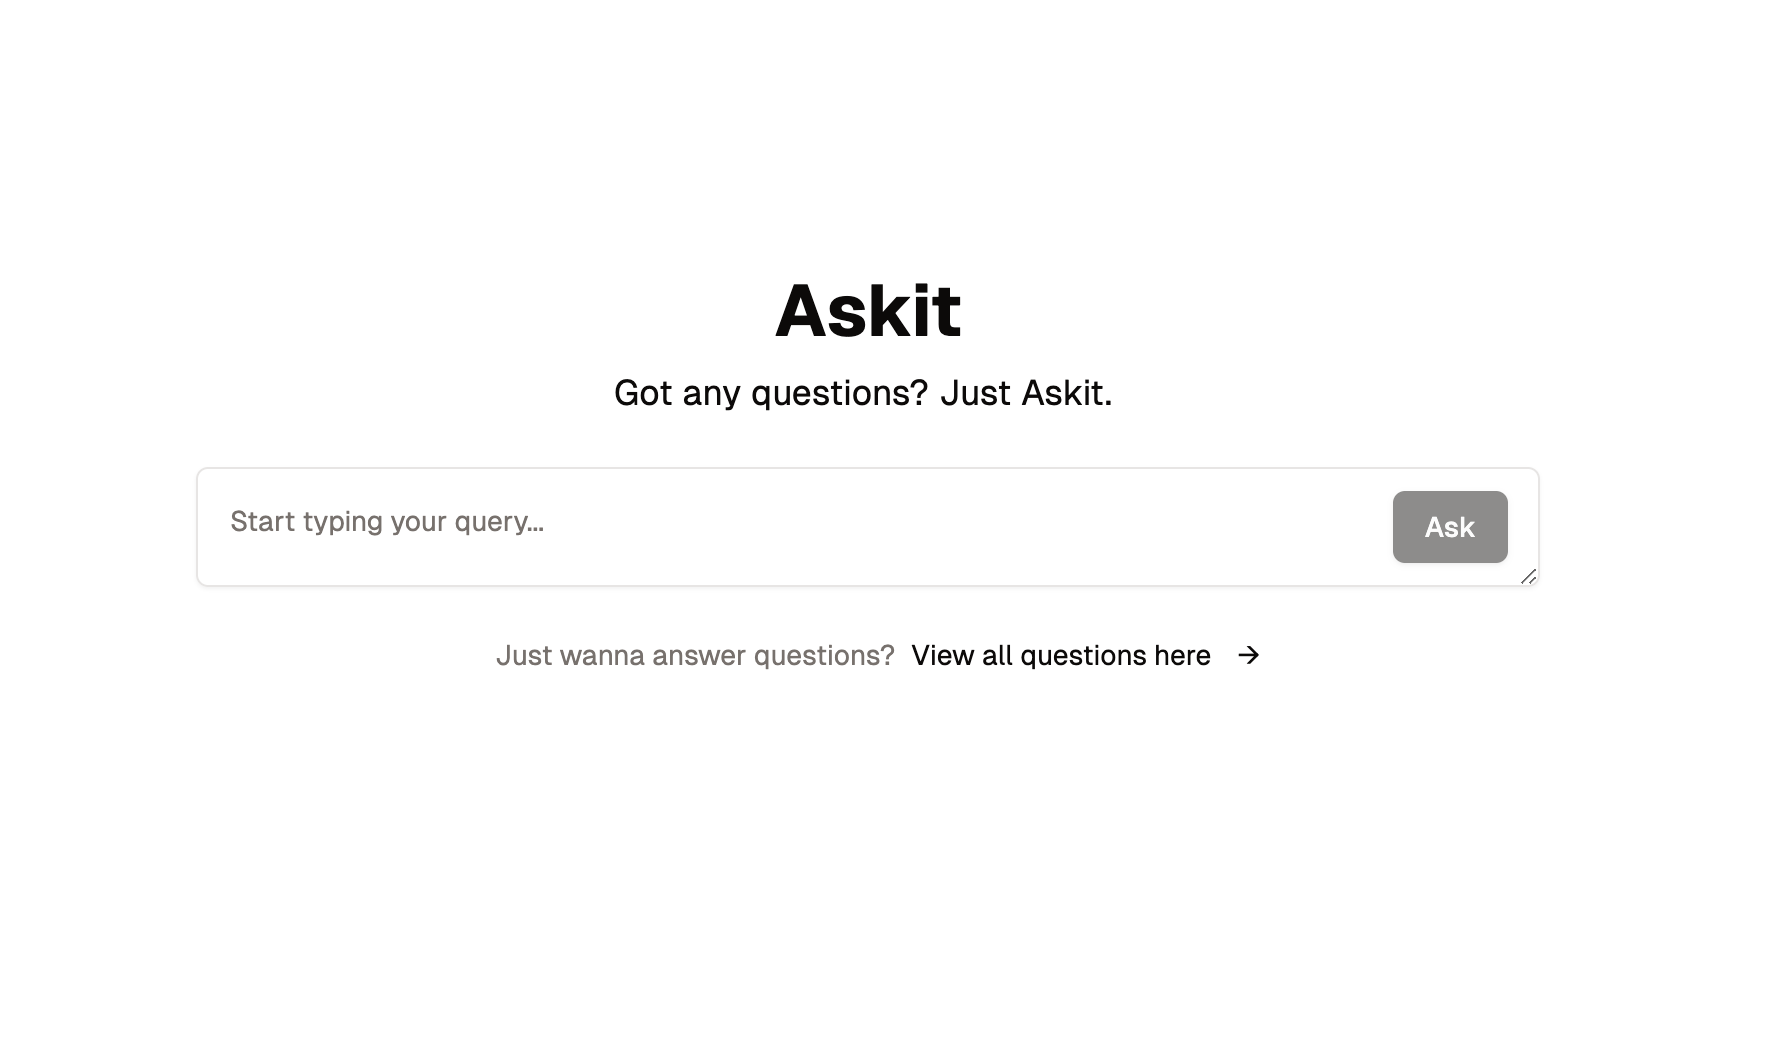 Askit
Got any questions? Just Askit.
Start typing your query...
Ask
Just wanna answer questions? View all questions here →